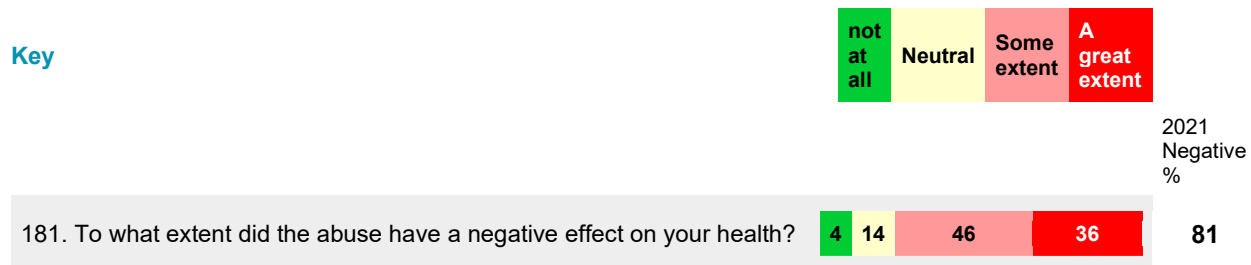 Key
not
at
all
Neutral
Some
extent
A
great
extent
2021
Negative
%
181. To what extent did the abuse have a negative effect on your health? 4 14 46 36 81